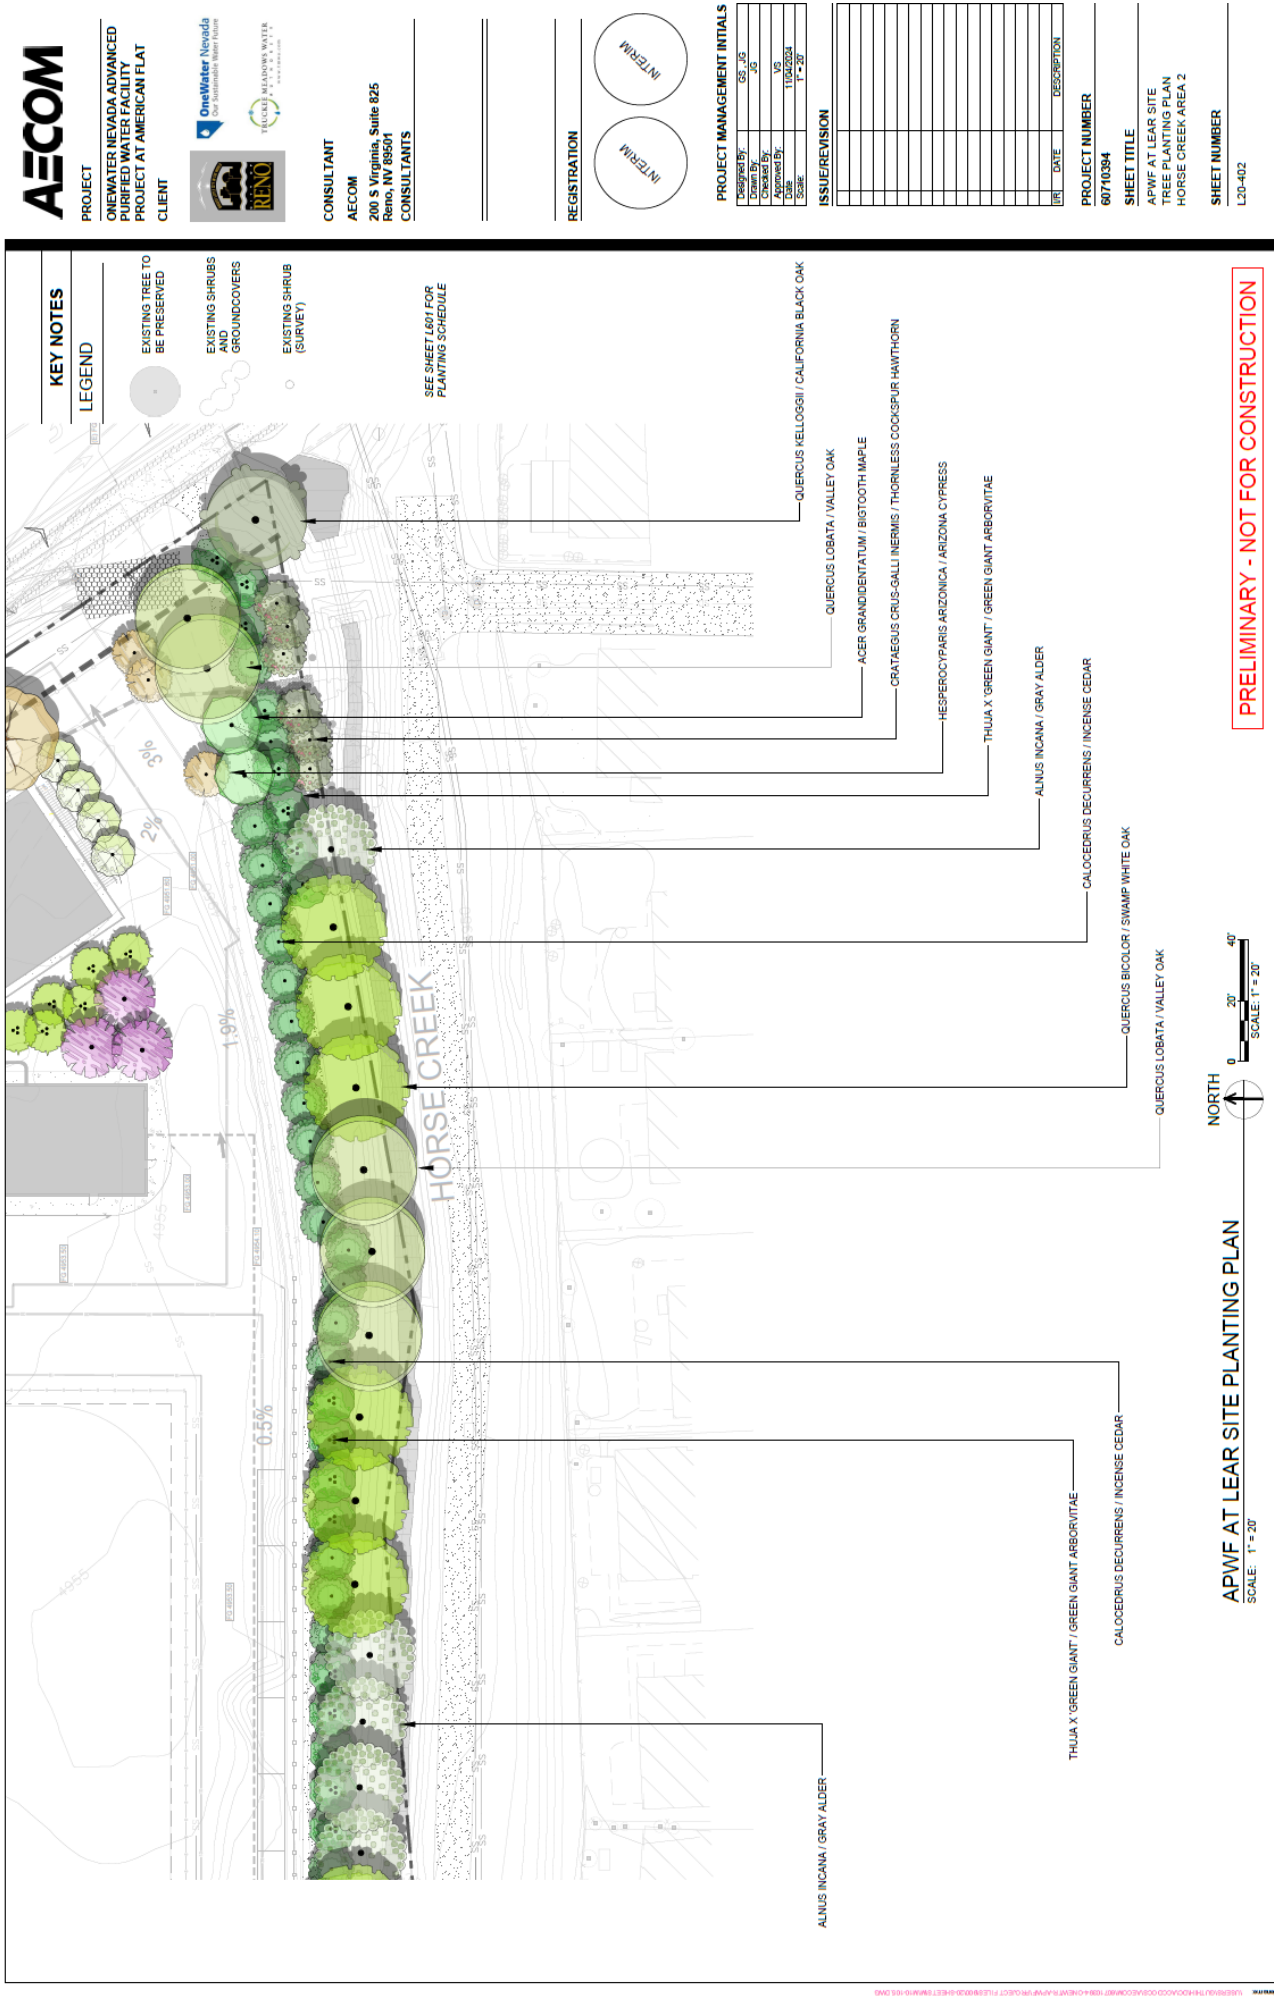 AECOM
PROJECT
ONEWATER NEVADA ADVANCED
PURIFIED WATER FACILITY
PROJECT AT AMERICAN FLAT
CLIENT
OneWater Nevada
Our Sustainable Water Future
TRUCKEE MEADOWS WATER
RENO
CONSULTANT
AECOM
200 S Virginia, Suite 825
Reno, NV 89501
CONSULTANTS
REGISTRATION
INTERIM
INTERIM
PROJECT MANAGEMENT INTIALS
Designed By: GS, JG
Drawn By: JG
Checked By:
Approved By: VS
Date 11/04/2024
Scale: 1" = 20'
ISSUE/REVISION
I/R DATE DESCRIPTION
PROJECT NUMBER
60710394
SHEET TITLE
APWF AT LEAR SITE
TREE PLANTING PLAN
HORSE CREEK AREA 2
SHEET NUMBER
L20-402
KEY NOTES
LEGEND
EXISTING TREE TO
BE PRESERVED
EXISTING SHRUBS
AND
GROUNDCOVERS
EXISTING SHRUB
(SURVEY)
SEE SHEET L601 FOR
PLANTING SCHEDULE
QUERCUS KELLOGGII / CALIFORNIA BLACK OAK
QUERCUS LOBATA / VALLEY OAK
ACER GRANDIDENTATUM / BIGTOOTH MAPLE
CRATAEGUS CRUS-GALLI INERMIS / THORNLESS COCKSPUR HAWTHORN
HESPEROCYPARIS ARIZONICA / ARIZONA CYPRESS
THUJA X 'GREEN GIANT' / GREEN GIANT ARBORVITAE
ALNUS INCANA / GRAY ALDER
CALOCEDRUS DECURRENS / INCENSE CEDAR
QUERCUS BICOLOR / SWAMP WHITE OAK
QUERCUS LOBATA / VALLEY OAK
CALOCEDRUS DECURRENS / INCENSE CEDAR
THUJA X 'GREEN GIANT' / GREEN GIANT ARBORVITAE
ALNUS INCANA / GRAY ALDER
HORSE CREEK
3%
2%
1.9%
0.5%
4955
4955
SS
PRELIMINARY - NOT FOR CONSTRUCTION
APWF AT LEAR SITE PLANTING PLAN
SCALE: 1" = 20'
NORTH
0 20' 40'
SCALE: 1" = 20'